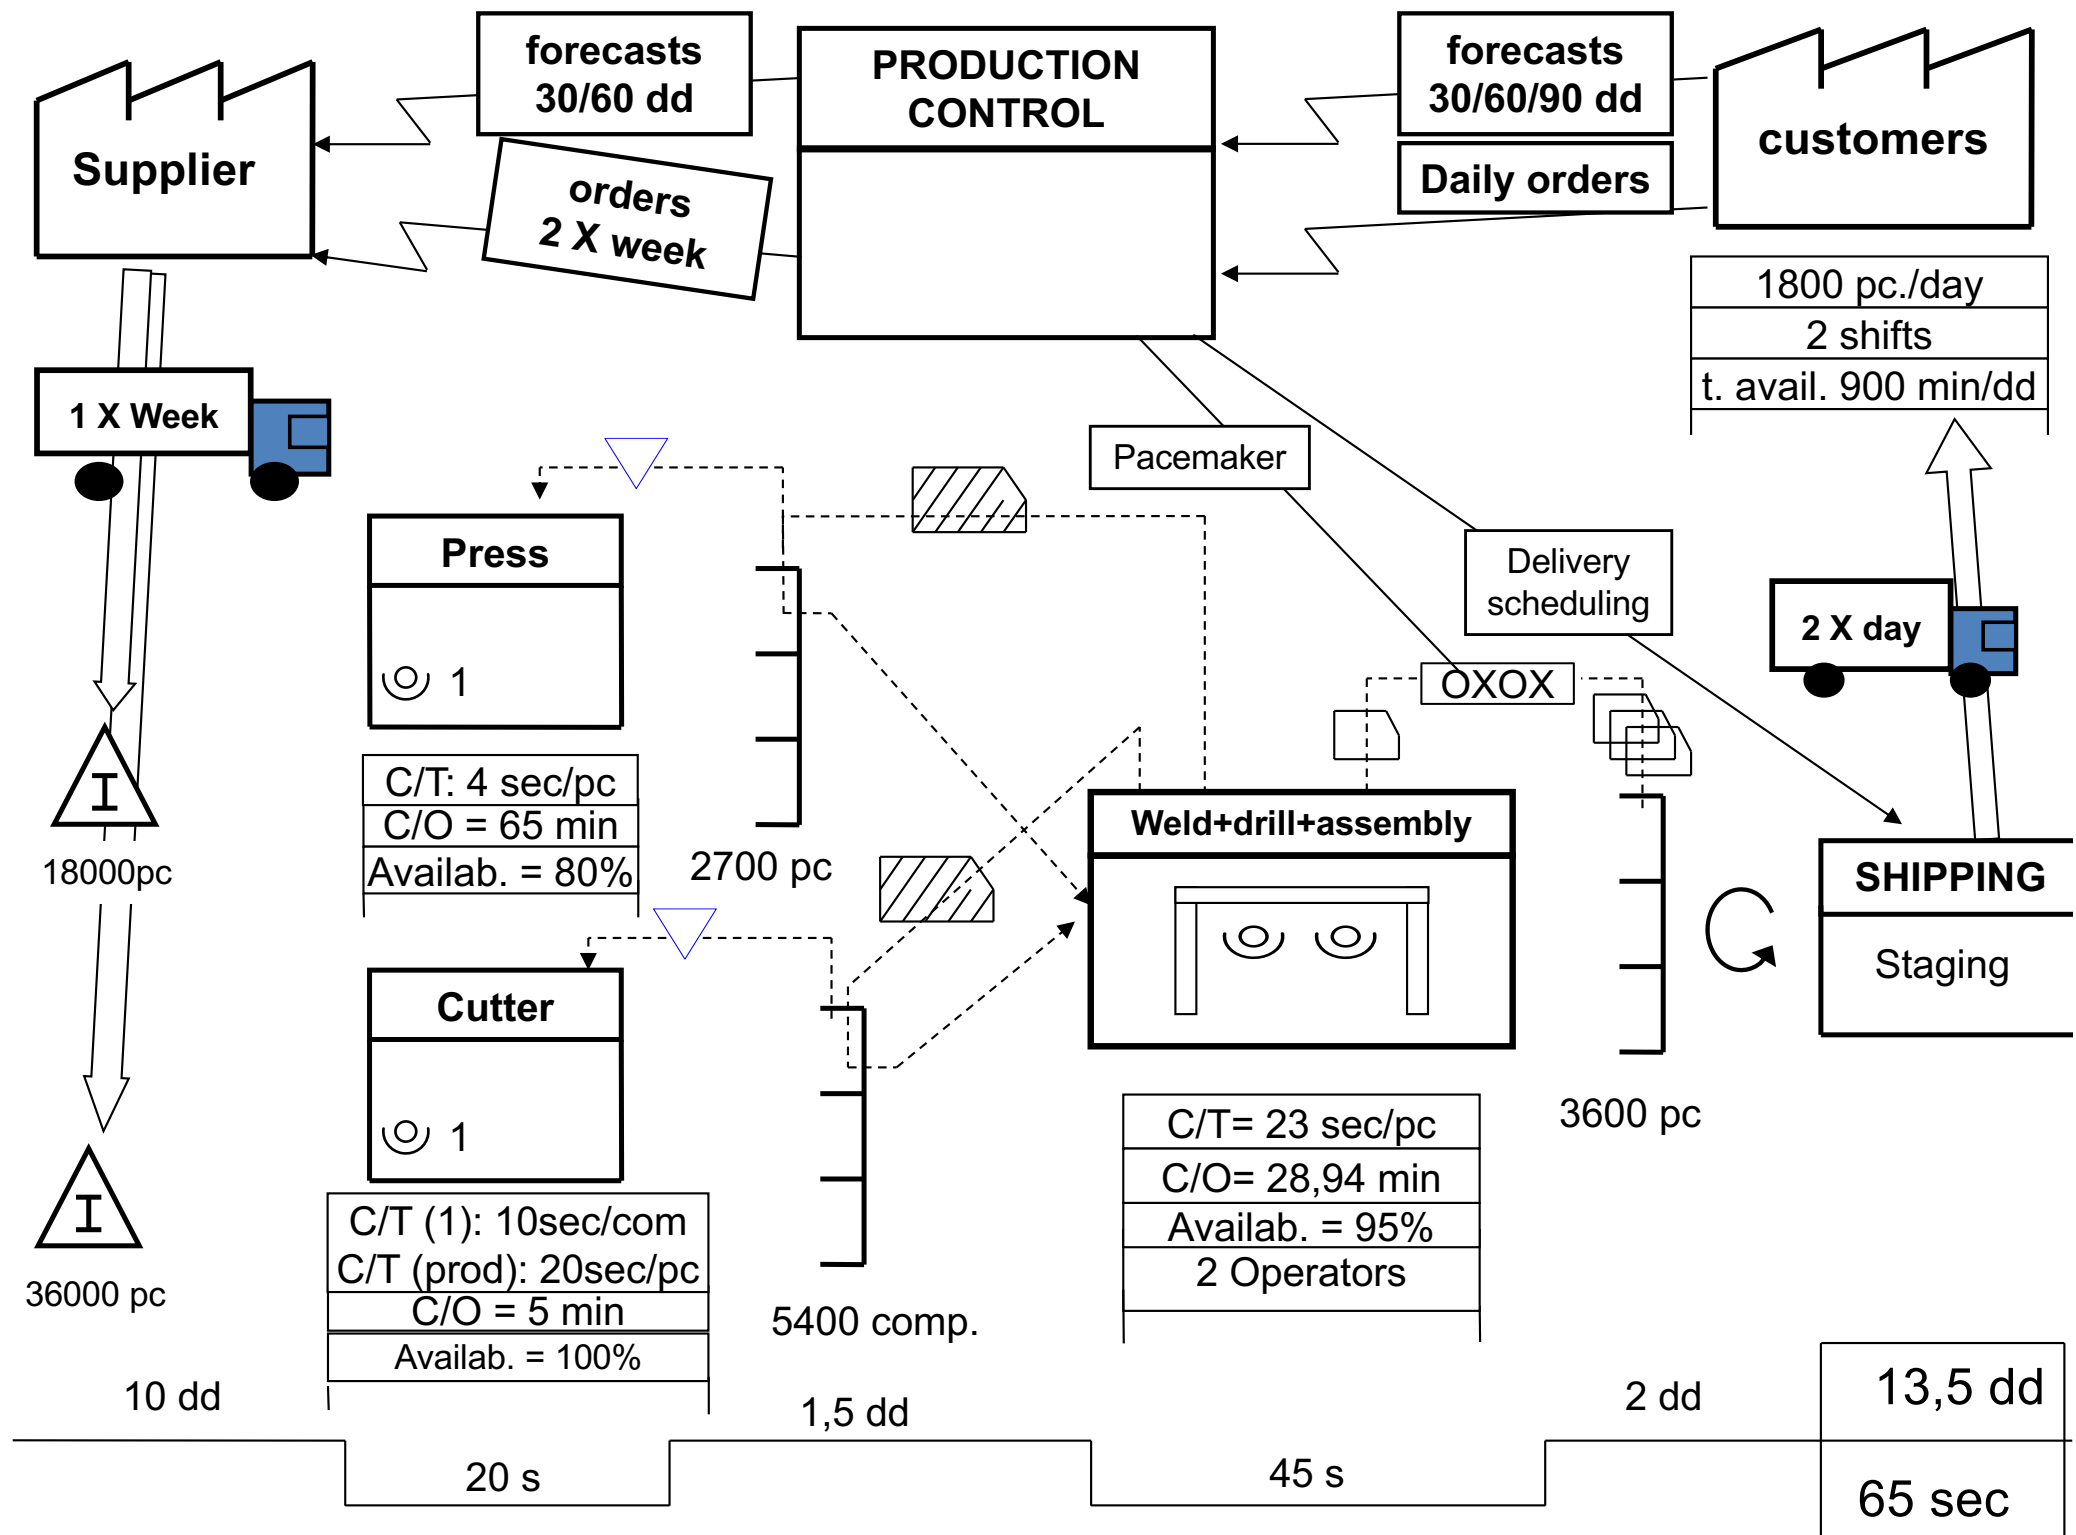 forecasts
30/60 dd
PRODUCTION
CONTROL
forecasts
30/60/90 dd
customers
Supplier
orders
2 X week
Daily orders
1800 pc./day
2 shifts
t. avail. 900 min/dd
1 X Week
Pacemaker
Press
Delivery
scheduling
2 X day
1
OXOX
C/T: 4 sec/pc
C/O = 65 min
Availab. = 80%
2700 pc
I
18000pc
Weld+drill+assembly
SHIPPING
Staging
Cutter
1
C/T= 23 sec/pc
C/O= 28,94 min
Availab. = 95%
2 Operators
3600 pc
I
36000 pc
C/T (1): 10sec/com
C/T (prod): 20sec/pc
C/O = 5 min
Availab. = 100%
5400 comp.
10 dd
1,5 dd
2 dd
13,5 dd
20 s
45 s
65 sec